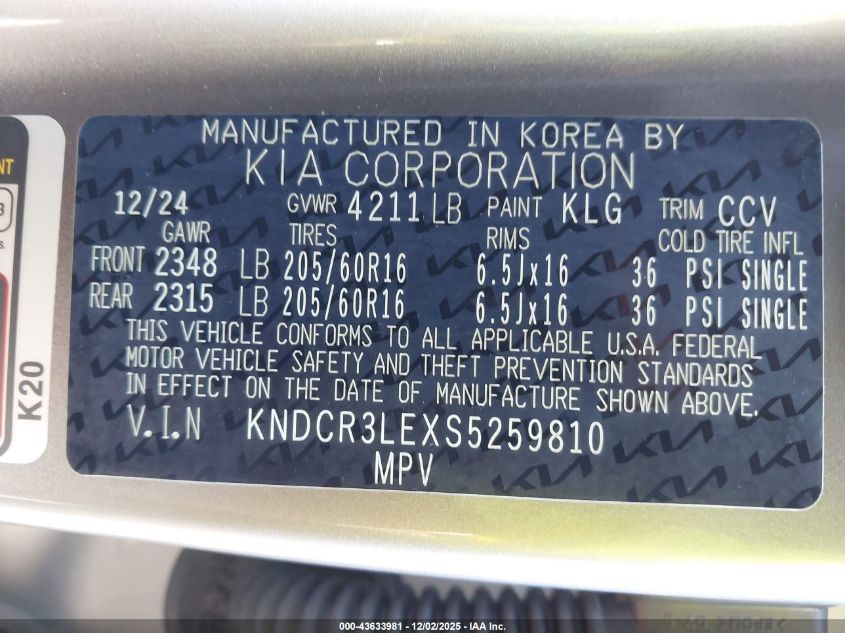 MANUFACTURED IN KOREA BY
KIA CORPORATION
12/24 GVWR 4211 LB PAINT KLG TRIM CCV
GAWR TIRES RIMS COLD TIRE INFL
FRONT 2348 LB 205/60R16 6.5Jx16 36 PSI SINGLE
REAR 2315 LB 205/60R16 6.5Jx16 36 PSI SINGLE
THIS VEHICLE CONFORMS TO ALL APPLICABLE U.S.A. FEDERAL
MOTOR VEHICLE SAFETY AND THEFT PREVENTION STANDARDS
IN EFFECT ON THE DATE OF MANUFACTURE SHOWN ABOVE.
V.I.N KNDCR3LEXS5259810
MPV
K20
000-43633981 - 12/02/2025 - IAA Inc.